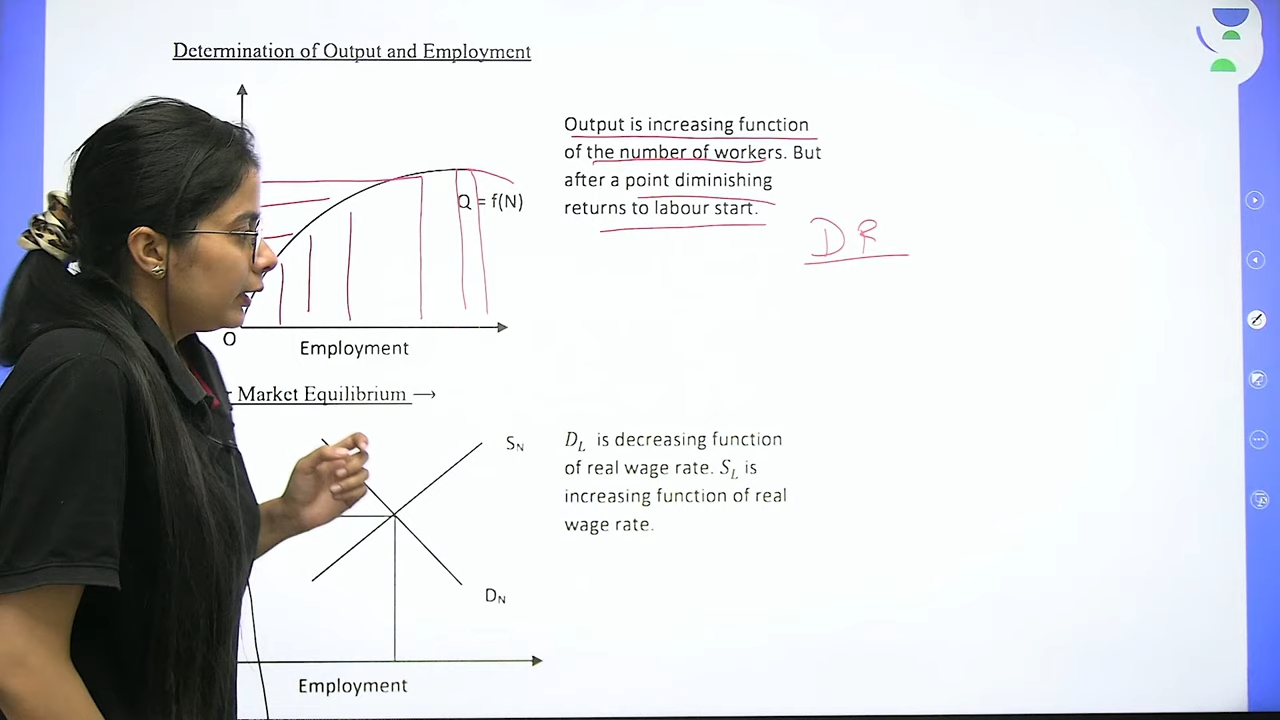 Determination of Output and Employment
Output is increasing function
of the number of workers. But
after a point diminishing
returns to labour start.
D R
Q = f(N)
O
Employment
Market Equilibrium →
S_N
D_L is decreasing function
of real wage rate. S_L is
increasing function of real
wage rate.
D_N
Employment